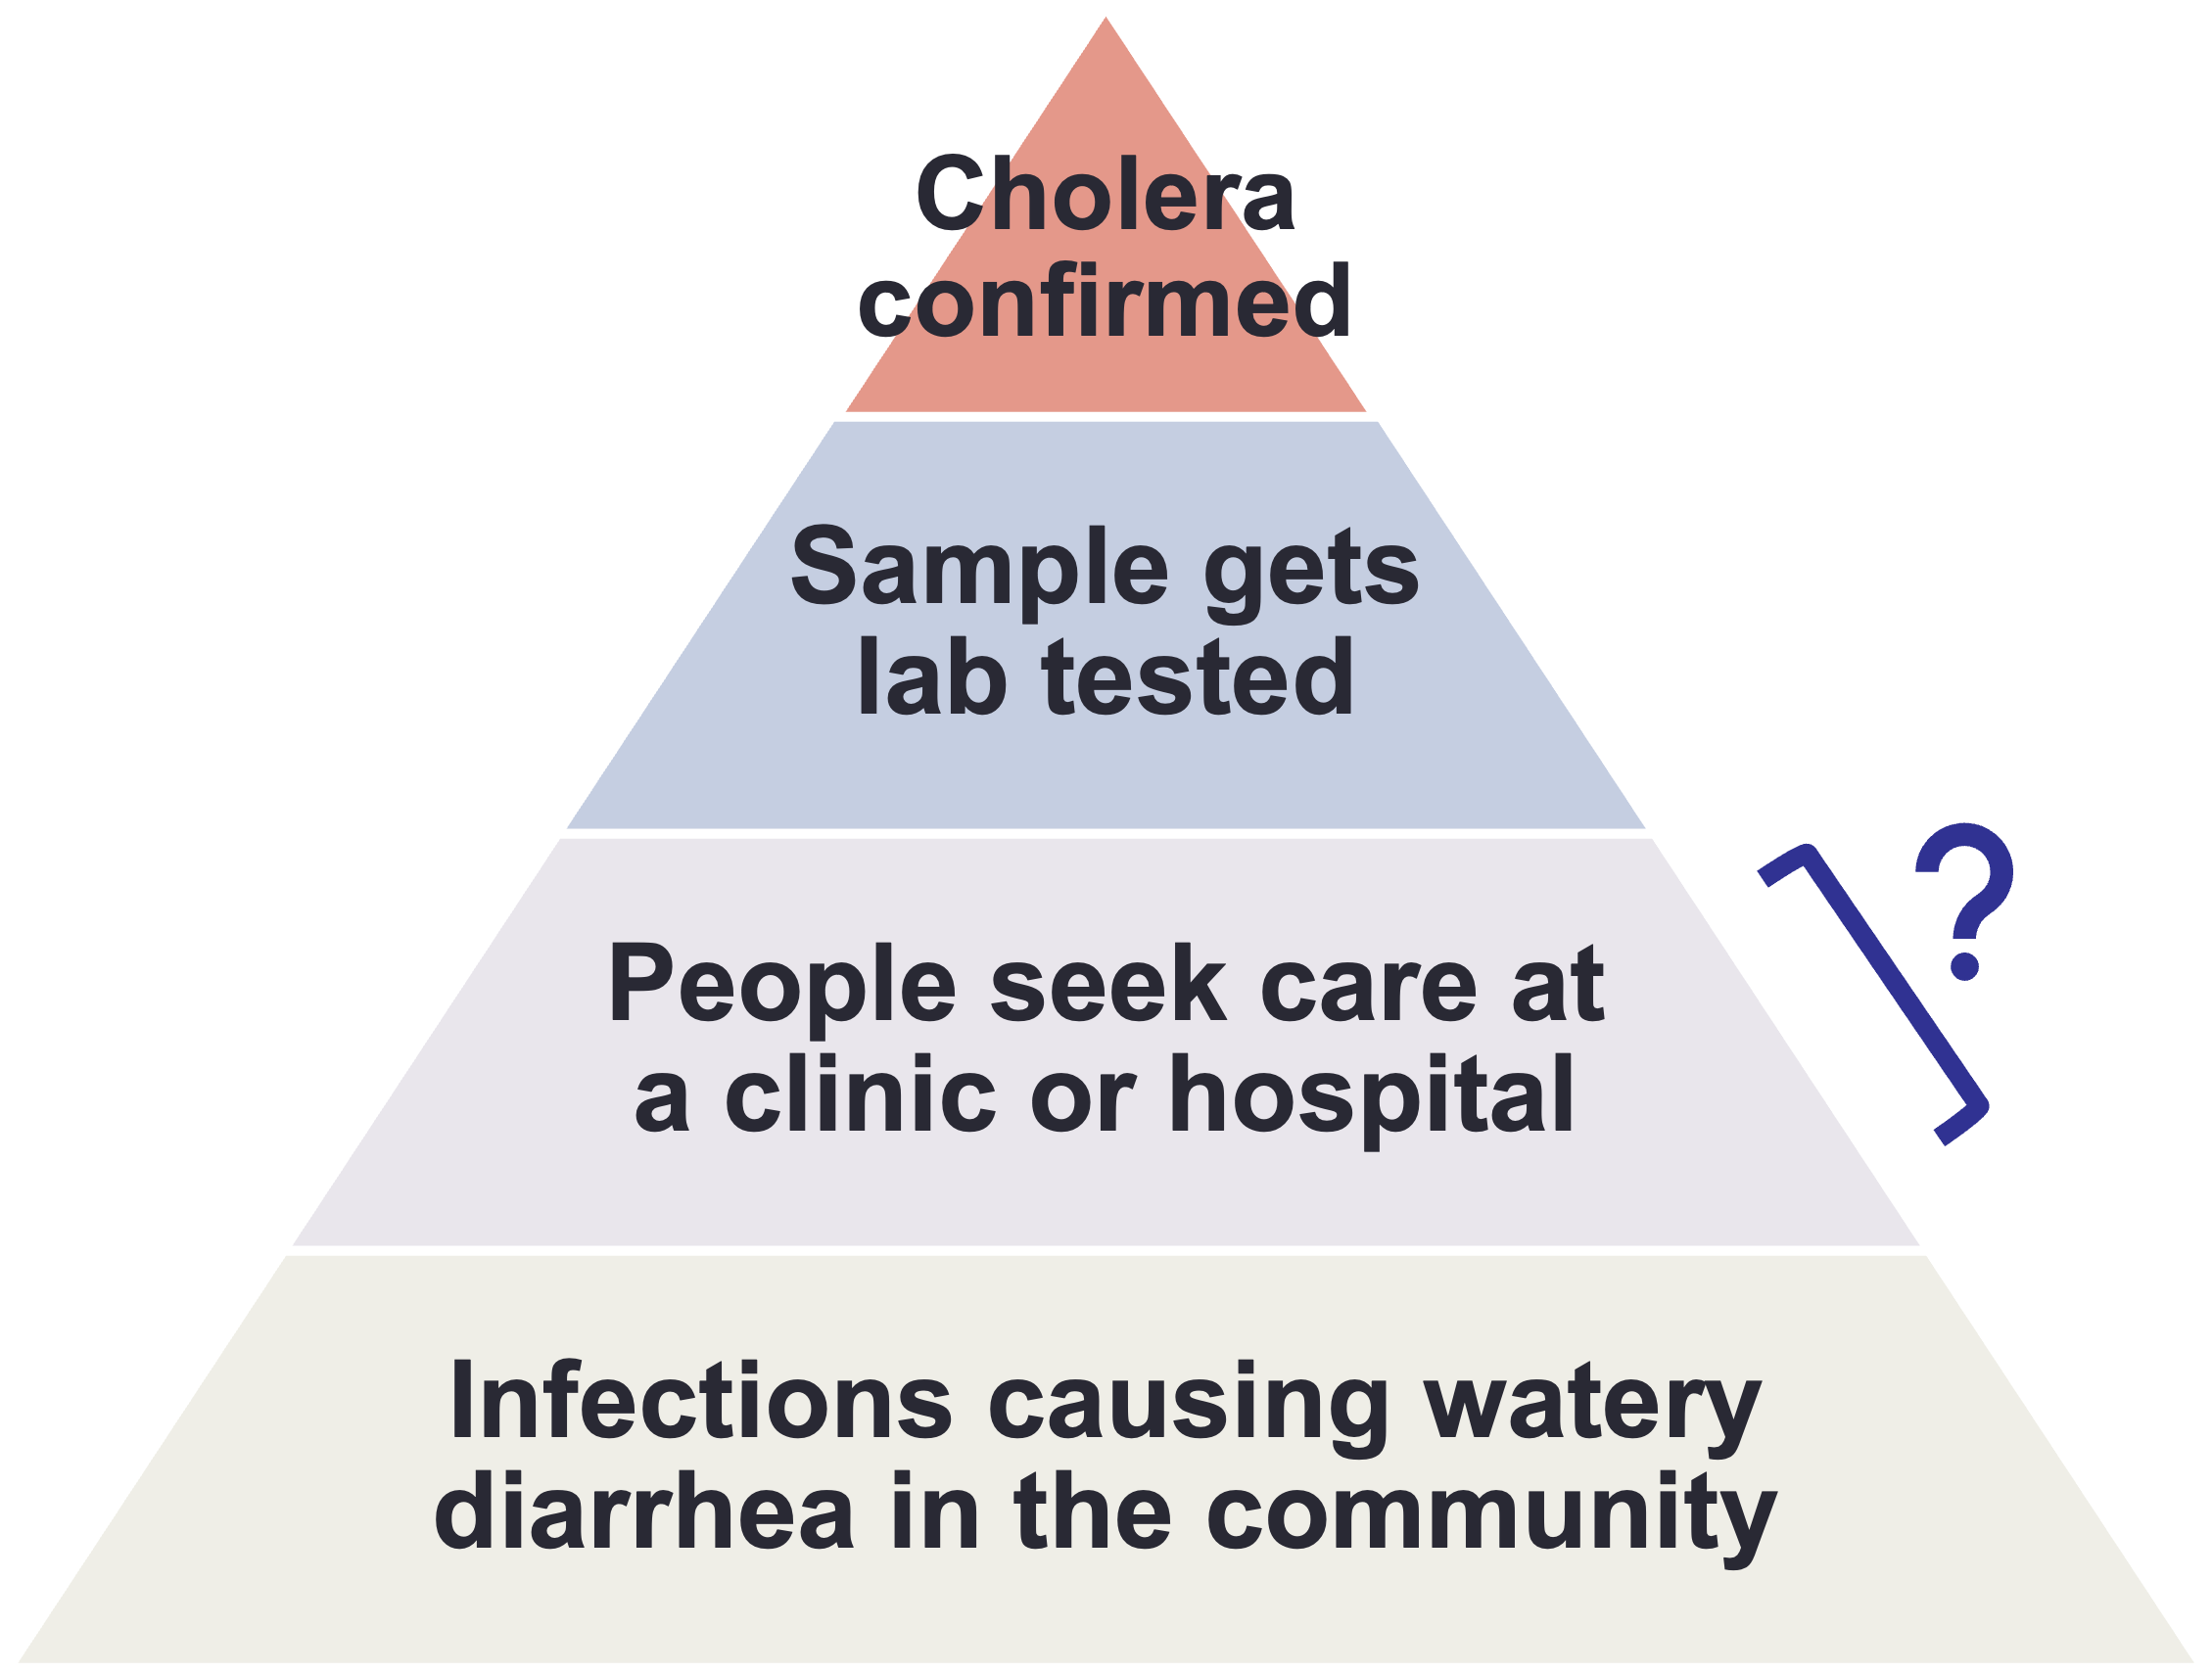 Cholera
confirmed
Sample gets
lab tested
People seek care at
a clinic or hospital
?
Infections causing watery
diarrhea in the community